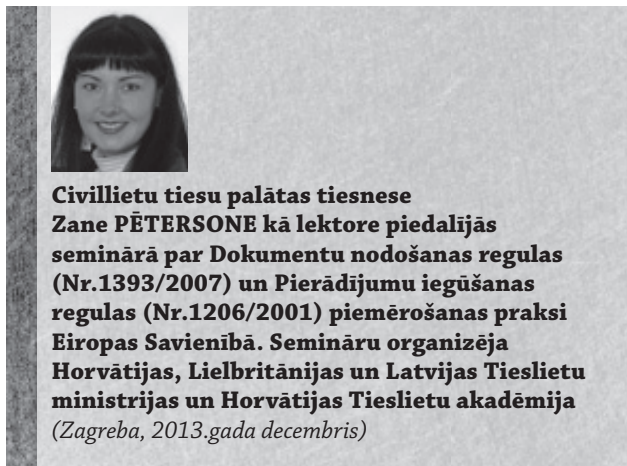 Civillietu tiesu palātas tiesnese
Zane PĒTERSONE kā lektore piedalījās
seminārā par Dokumentu nodošanas regulas
(Nr.1393/2007) un Pierādījumu iegūšanas
regulas (Nr.1206/2001) piemērošanas praksi
Eiropas Savienībā. Semināru organizēja
Horvātijas, Lielbritānijas un Latvijas Tieslietu
ministrijas un Horvātijas Tieslietu akadēmija
(Zagreba, 2013.gada decembris)